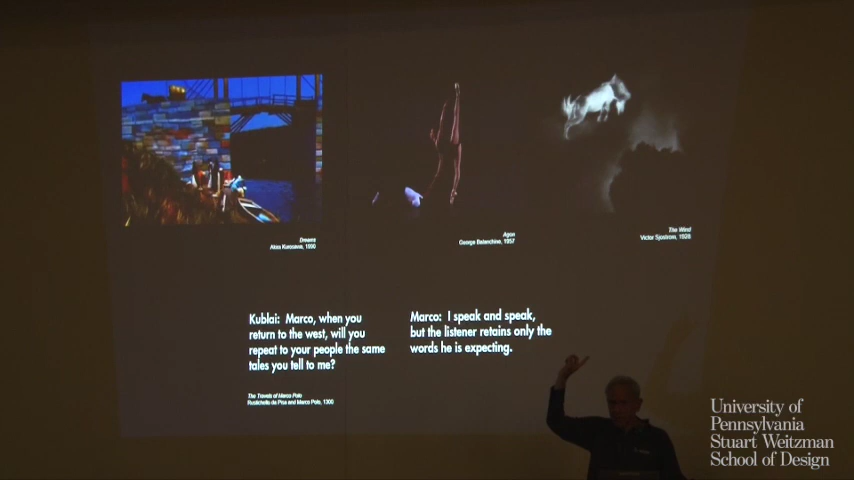 Dreams
Akira Kurosawa, 1990
Agon
George Balanchine, 1957
The Wind
Victor Sjostrom, 1928
Kublai: Marco, when you
return to the west, will you
repeat to your people the same
tales you tell to me?
Marco: I speak and speak,
but the listener retains only the
words he is expecting.
The Travels of Marco Polo
Rustichello da Pisa and Marco Polo, 1300
University of
Pennsylvania
Stuart Weitzman
School of Design